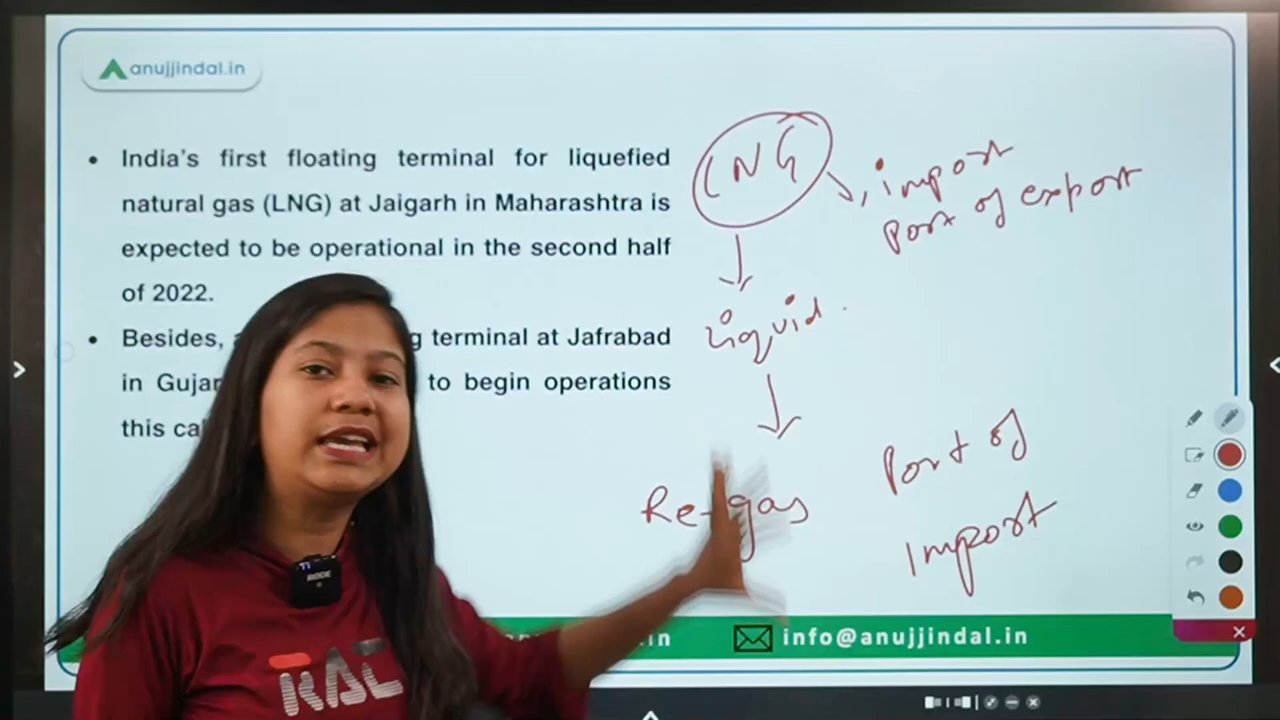 anujjindal.in
India's first floating terminal for liquefied
natural gas (LNG) at Jaigarh in Maharashtra is
expected to be operational in the second half
of 2022.
Besides, terminal at Jafrabad
in to begin operations
this
LNG
import
Port of export
Liquid
Re-gas
Port of
Import
info@anujjindal.in
RODE